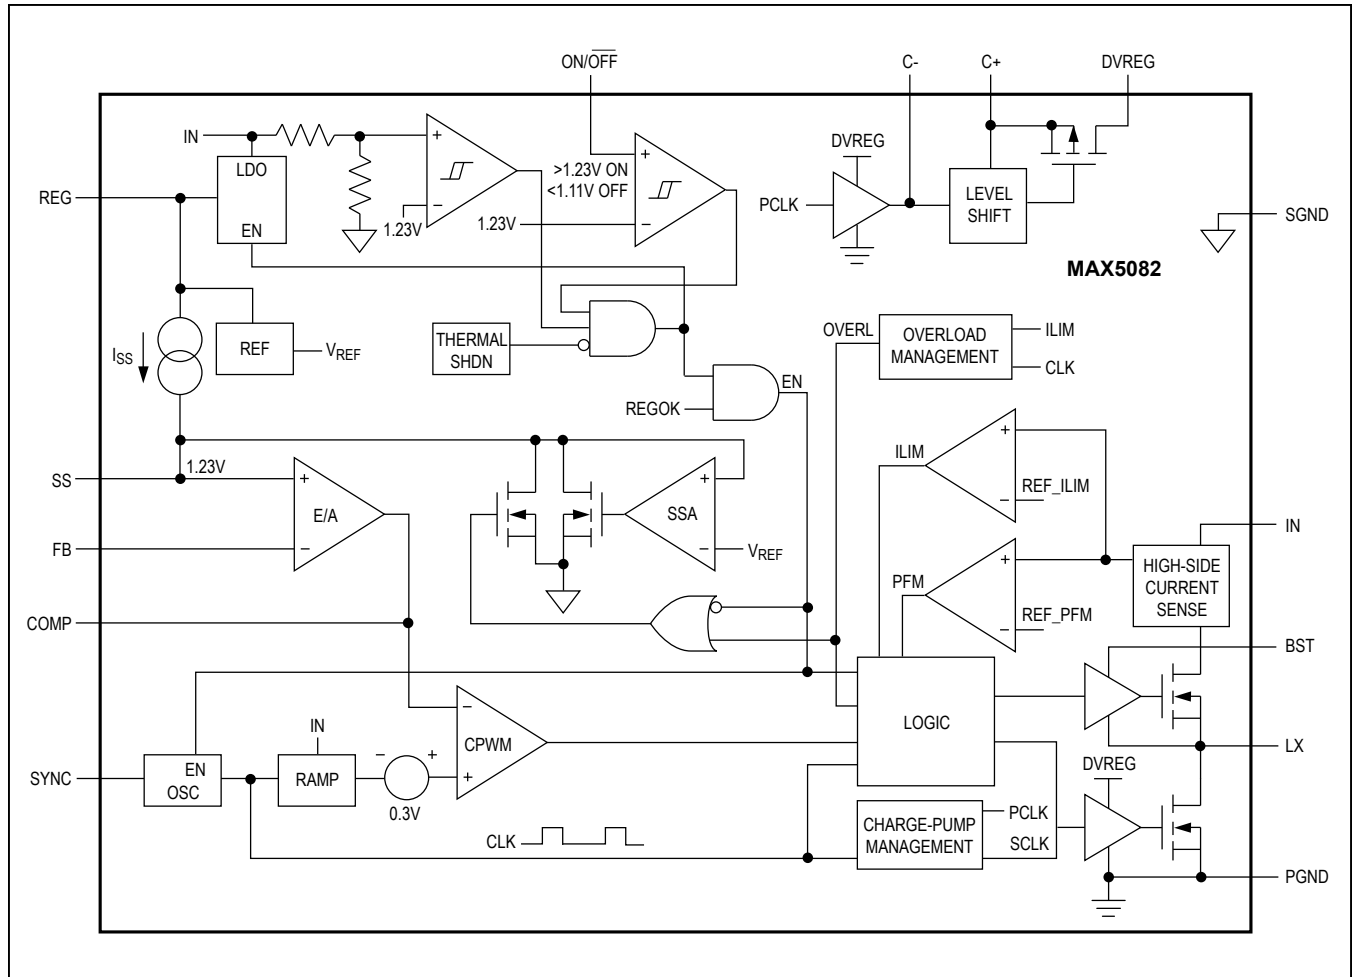 ON/OFF
C-
C+
DVREG
IN
LDO
EN
REG
+
−
1.23V
>1.23V ON
<1.11V OFF
1.23V
+
−
DVREG
PCLK
LEVEL
SHIFT
SGND
MAX5082
ISS
REF
VREF
THERMAL
SHDN
REGOK
EN
OVERL
OVERLOAD
MANAGEMENT
ILIM
CLK
SS
1.23V
+
E/A
−
FB
+
SSA
−
VREF
ILIM
+
−
REF_ILIM
PFM
+
−
REF_PFM
HIGH-SIDE
CURRENT
SENSE
IN
COMP
BST
LOGIC
LX
SYNC
EN
OSC
IN
RAMP
−
+
0.3V
−
CPWM
+
CLK
CHARGE-PUMP
MANAGEMENT
PCLK
SCLK
DVREG
PGND